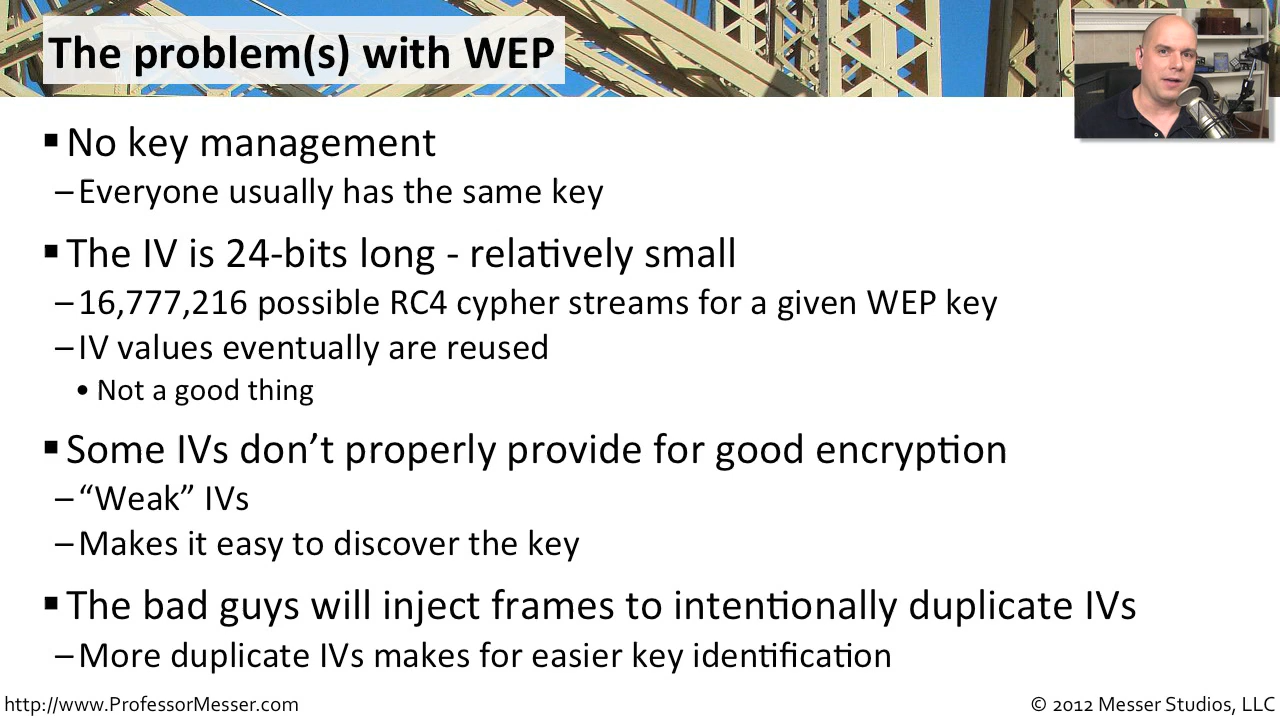 The problem(s) with WEP
▪ No key management
– Everyone usually has the same key
▪ The IV is 24-bits long - relatively small
– 16,777,216 possible RC4 cypher streams for a given WEP key
– IV values eventually are reused
• Not a good thing
▪ Some IVs don’t properly provide for good encryption
– “Weak” IVs
– Makes it easy to discover the key
▪ The bad guys will inject frames to intentionally duplicate IVs
– More duplicate IVs makes for easier key identification
http://www.ProfessorMesser.com
© 2012 Messer Studios, LLC